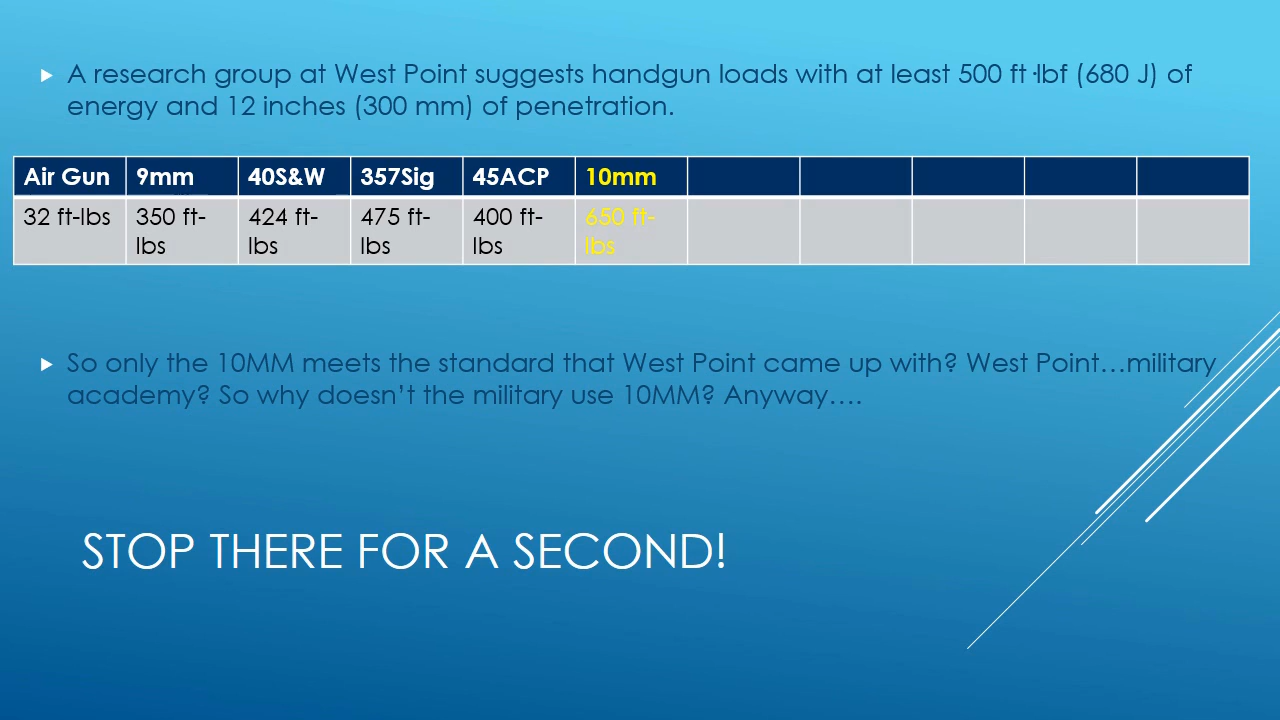 A research group at West Point suggests handgun loads with at least 500 ft·lbf (680 J) of
energy and 12 inches (300 mm) of penetration.
Air Gun 9mm 40S&W 357Sig 45ACP 10mm
32 ft-lbs 350 ft- 424 ft- 475 ft- 400 ft- 650 ft-
lbs lbs lbs lbs lbs
So only the 10MM meets the standard that West Point came up with? West Point…military
academy? So why doesn’t the military use 10MM? Anyway….
STOP THERE FOR A SECOND!